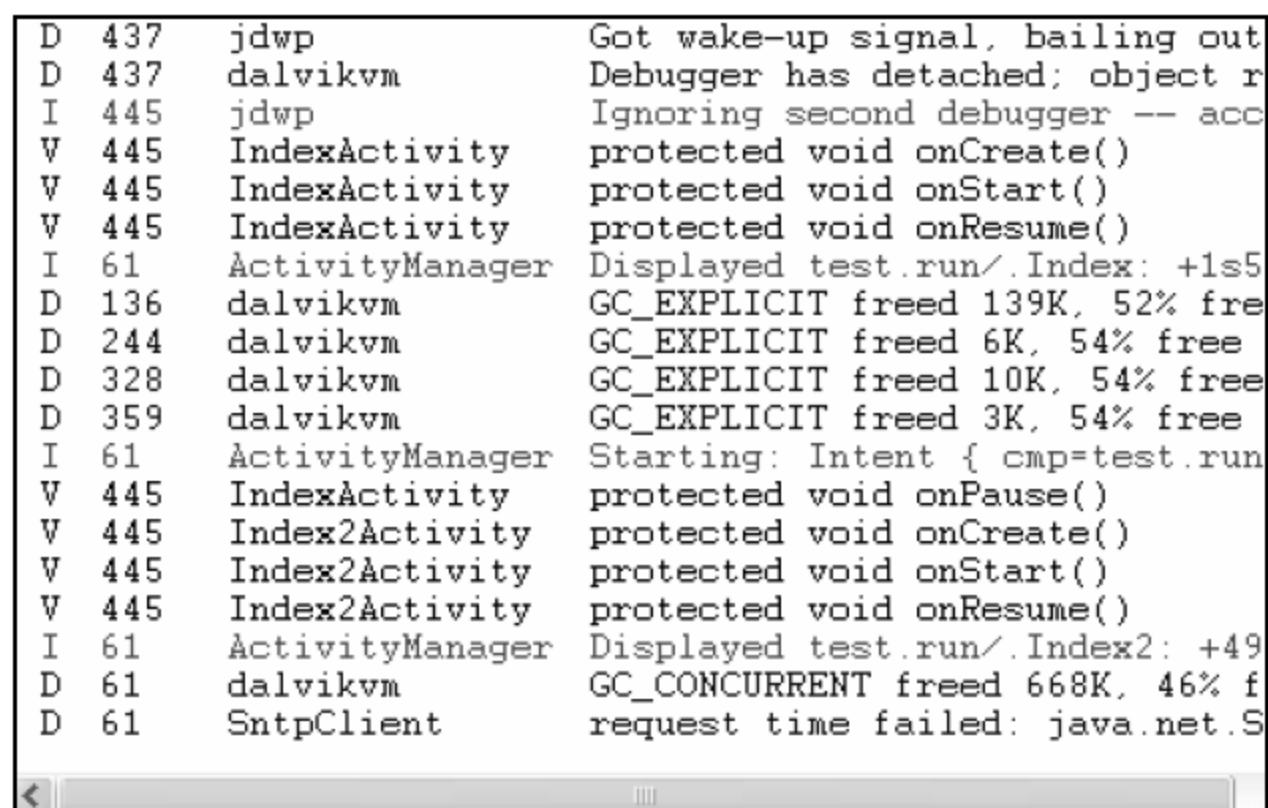 D 437 jdwp Got wake-up signal, bailing out
D 437 dalvikvm Debugger has detached; object r
I 445 jdwp Ignoring second debugger -- acc
V 445 IndexActivity protected void onCreate()
V 445 IndexActivity protected void onStart()
V 445 IndexActivity protected void onResume()
I 61 ActivityManager Displayed test.run/.Index: +1s5
D 136 dalvikvm GC_EXPLICIT freed 139K, 52% fre
D 244 dalvikvm GC_EXPLICIT freed 6K, 54% free
D 328 dalvikvm GC_EXPLICIT freed 10K, 54% free
D 359 dalvikvm GC_EXPLICIT freed 3K, 54% free
I 61 ActivityManager Starting: Intent { cmp=test.run
V 445 IndexActivity protected void onPause()
V 445 Index2Activity protected void onCreate()
V 445 Index2Activity protected void onStart()
V 445 Index2Activity protected void onResume()
I 61 ActivityManager Displayed test.run/.Index2: +49
D 61 dalvikvm GC_CONCURRENT freed 668K, 46% f
D 61 SntpClient request time failed: java.net.S